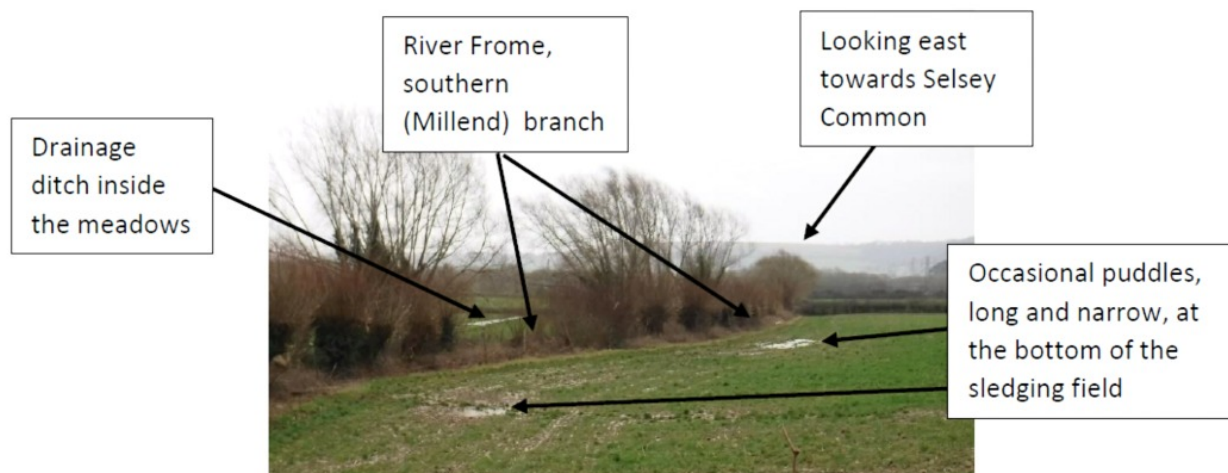 River Frome,
southern
(Millend) branch
Looking east
towards Selsey
Common
Drainage
ditch inside
the meadows
Occasional puddles,
long and narrow, at
the bottom of the
sledging field